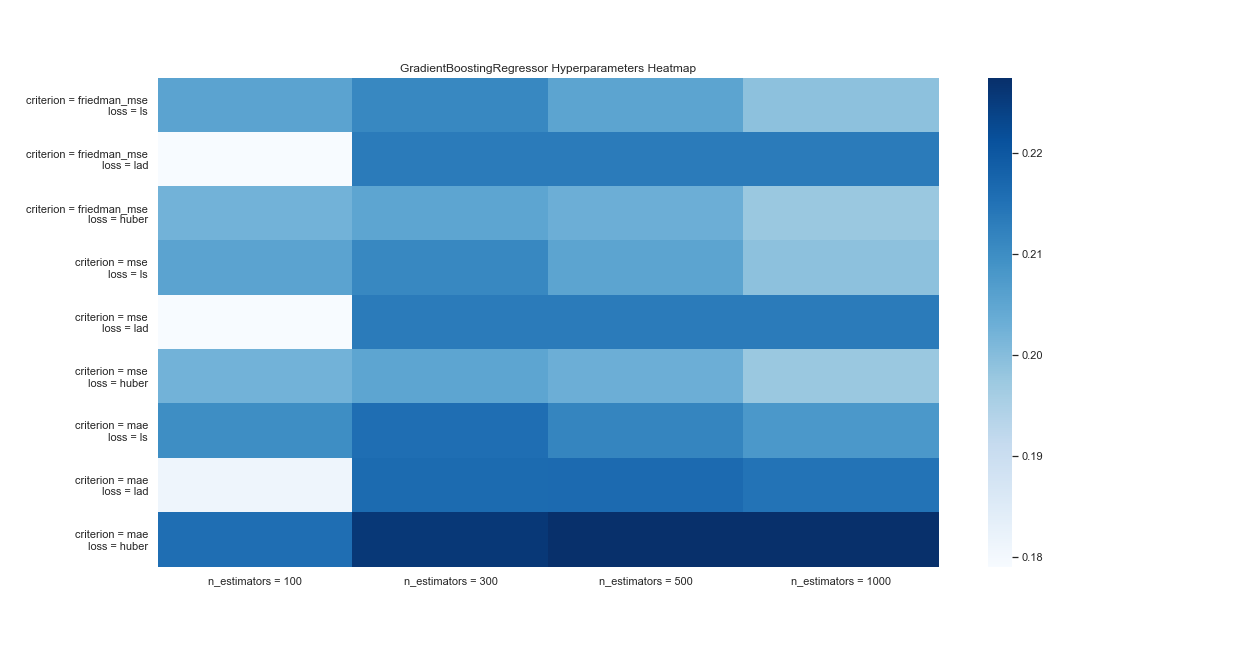 GradientBoostingRegressor Hyperparameters Heatmap
criterion = friedman_mse
loss = ls
criterion = friedman_mse
loss = lad
criterion = friedman_mse
loss = huber
criterion = mse
loss = ls
criterion = mse
loss = lad
criterion = mse
loss = huber
criterion = mae
loss = ls
criterion = mae
loss = lad
criterion = mae
loss = huber
n_estimators = 100
n_estimators = 300
n_estimators = 500
n_estimators = 1000
0.22
0.21
0.20
0.19
0.18